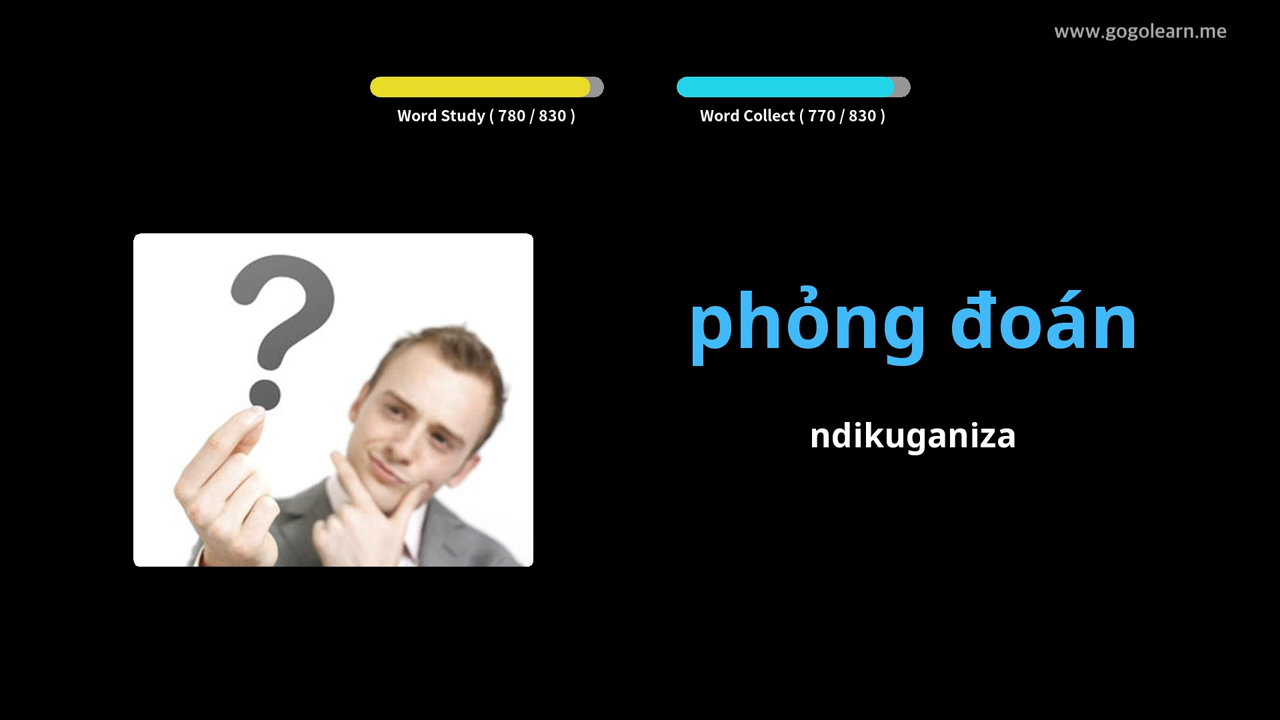 www.gogolearn.me
Word Study ( 780 / 830 )
Word Collect ( 770 / 830 )
phỏng đoán
ndikuganiza